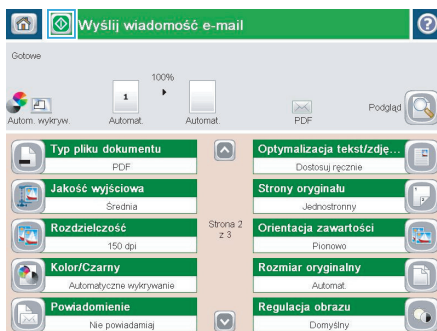 Wyślij wiadomość e-mail
Gotowe
100%
1
Autom. wykryw.
Automat.
Automat.
PDF
Podgląd
Typ pliku dokumentu
PDF
Optymalizacja tekst/zdję...
Dostosuj ręcznie
Jakość wyjściowa
Średnia
Strony oryginału
Jednostronny
Rozdzielczość
150 dpi
Strona 2
z 3
Orientacja zawartości
Pionowo
Kolor/Czarny
Automatyczne wykrywanie
Rozmiar oryginalny
Automat.
Powiadomienie
Nie powiadamiaj
Regulacja obrazu
Domyślny